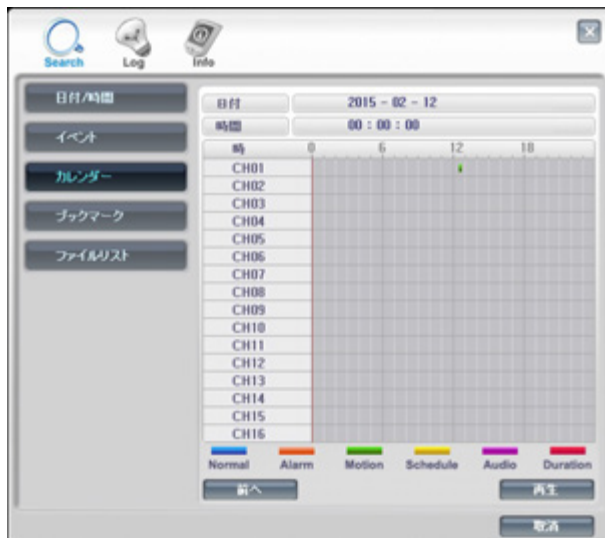 Search
Log
Info
日付/時間
イベント
カレンダー
ブックマーク
ファイルリスト
日付 2015 - 02 - 12
時間 00 : 00 : 00
時 0 6 12 18
CH01
CH02
CH03
CH04
CH05
CH06
CH07
CH08
CH09
CH10
CH11
CH12
CH13
CH14
CH15
CH16
Normal Alarm Motion Schedule Audio Duration
前へ 再生
取消